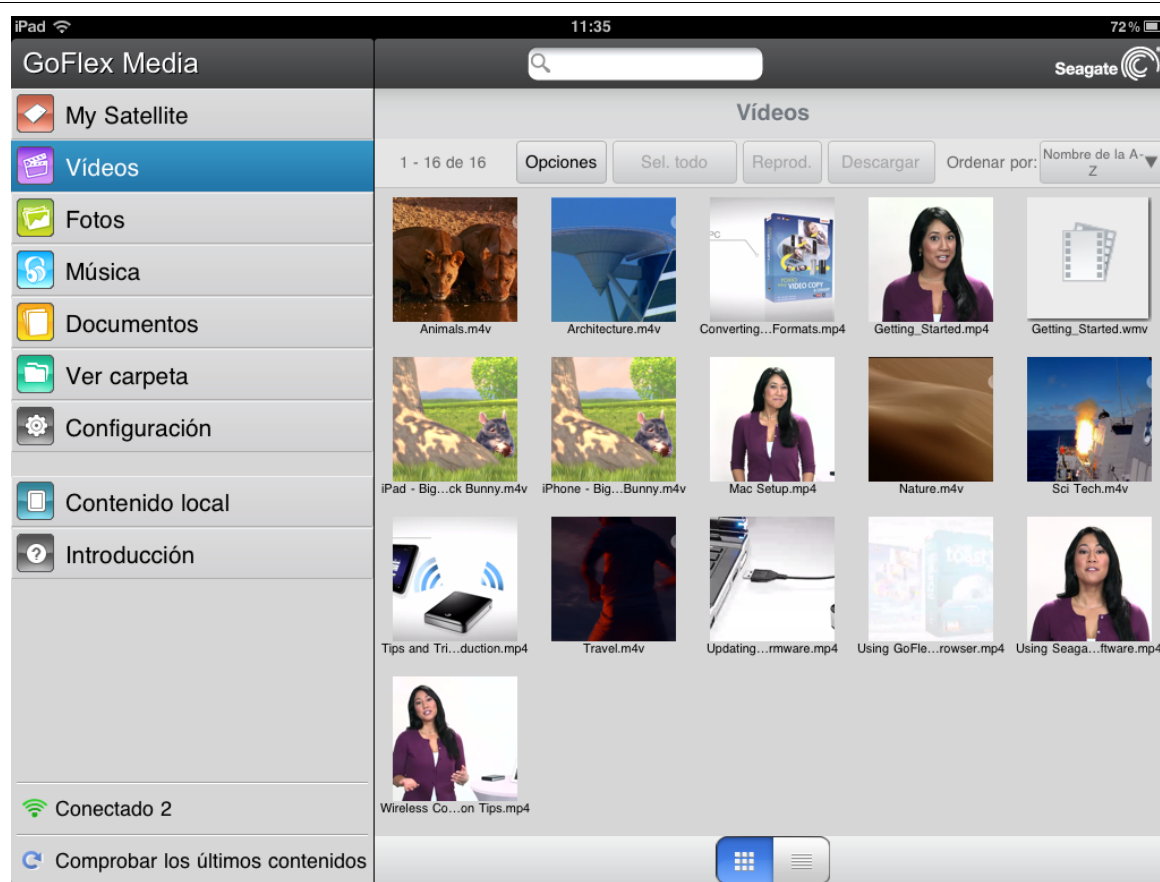 iPad 11:35 72%
GoFlex Media
Seagate
My Satellite
Vídeos
Fotos
Música
Documentos
Ver carpeta
Configuración
Contenido local
Introducción
Conectado 2
Comprobar los últimos contenidos
Vídeos
1 - 16 de 16 Opciones Sel. todo Reprod. Descargar Ordenar por: Nombre de la A-
Z
PC
VIDEO COPY
Animals.m4v Architecture.m4v Converting...Formats.mp4 Getting_Started.mp4 Getting_Started.wmv
iPad - Big...ck Bunny.m4v iPhone - Big...Bunny.m4v Mac Setup.mp4 Nature.m4v Sci Tech.m4v
toast
Tips and Tri...duction.mp4 Travel.m4v Updating...rmware.mp4 Using GoFle...rowser.mp4 Using Seaga...ftware.mp4
Wireless Co...on Tips.mp4